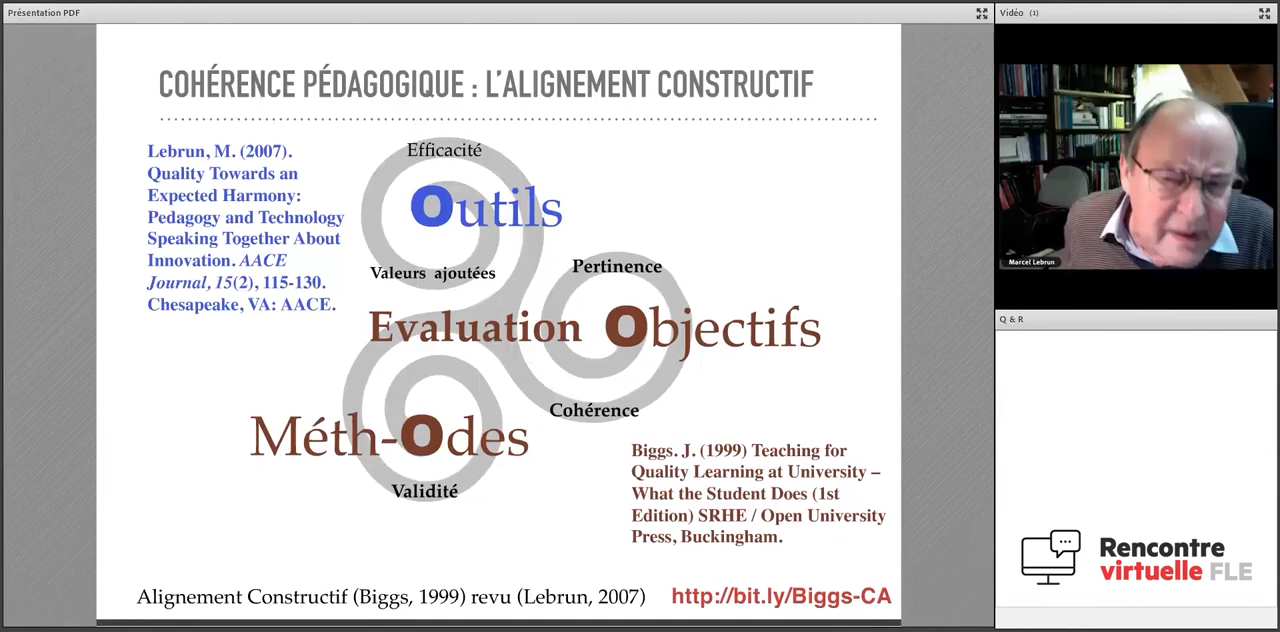 Présentation PDF
Vidéo (1)
COHÉRENCE PÉDAGOGIQUE : L'ALIGNEMENT CONSTRUCTIF
Lebrun, M. (2007).
Quality Towards an
Expected Harmony:
Pedagogy and Technology
Speaking Together About
Innovation. AACE
Journal, 15(2), 115-130.
Chesapeake, VA: AACE.
Efficacité
Outils
Valeurs ajoutées
Pertinence
Evaluation
Objectifs
Cohérence
Méth-Odes
Validité
Biggs. J. (1999) Teaching for
Quality Learning at University –
What the Student Does (1st
Edition) SRHE / Open University
Press, Buckingham.
Alignement Constructif (Biggs, 1999) revu (Lebrun, 2007)
http://bit.ly/Biggs-CA
Marcel Lebrun
Q & R
Rencontre
virtuelle FLE